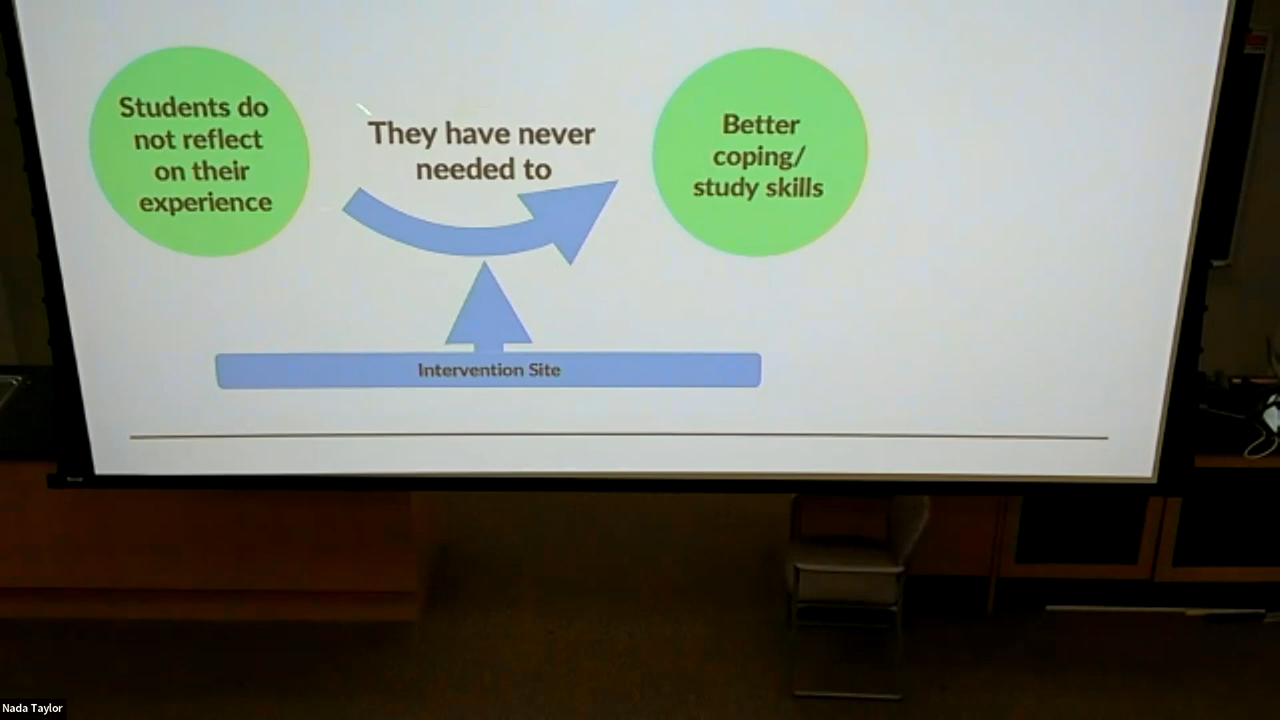 Students do
not reflect
on their
experience
They have never
needed to
Better
coping/
study skills
Intervention Site
Nada Taylor